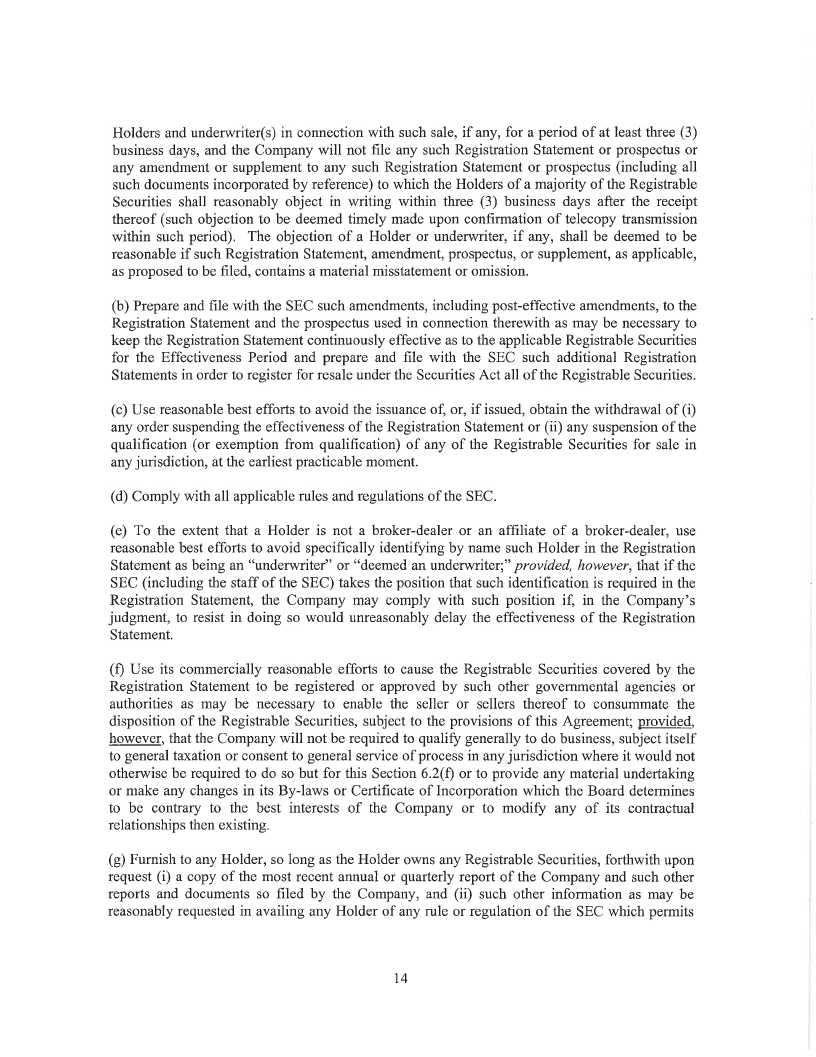 Holders and underwriter(s) in connection with such sale, if any, for a period of at least three (3)
business days, and the Company will not file any such Registration Statement or prospectus or
any amendment or supplement to any such Registration Statement or prospectus (including all
such documents incorporated by reference) to which the Holders of a majority of the Registrable
Securities shall reasonably object in writing within three (3) business days after the receipt
thereof (such objection to be deemed timely made upon confirmation of telecopy transmission
within such period). The objection of a Holder or underwriter, if any, shall be deemed to be
reasonable if such Registration Statement, amendment, prospectus, or supplement, as applicable,
as proposed to be filed, contains a material misstatement or omission.
(b) Prepare and file with the SEC such amendments, including post-effective amendments, to the
Registration Statement and the prospectus used in connection therewith as may be necessary to
keep the Registration Statement continuously effective as to the applicable Registrable Securities
for the Effectiveness Period and prepare and file with the SEC such additional Registration
Statements in order to register for resale under the Securities Act all of the Registrable Securities.
(c) Use reasonable best efforts to avoid the issuance of, or, if issued, obtain the withdrawal of (i)
any order suspending the effectiveness of the Registration Statement or (ii) any suspension of the
qualification (or exemption from qualification) of any of the Registrable Securities for sale in
any jurisdiction, at the earliest practicable moment.
(d) Comply with all applicable rules and regulations of the SEC.
(e) To the extent that a Holder is not a broker-dealer or an affiliate of a broker-dealer, use
reasonable best efforts to avoid specifically identifying by name such Holder in the Registration
Statement as being an “underwriter” or “deemed an underwriter;” provided, however, that if the
SEC (including the staff of the SEC) takes the position that such identification is required in the
Registration Statement, the Company may comply with such position if, in the Company’s
judgment, to resist in doing so would unreasonably delay the effectiveness of the Registration
Statement.
(f) Use its commercially reasonable efforts to cause the Registrable Securities covered by the
Registration Statement to be registered or approved by such other governmental agencies or
authorities as may be necessary to enable the seller or sellers thereof to consummate the
disposition of the Registrable Securities, subject to the provisions of this Agreement; provided,
however, that the Company will not be required to qualify generally to do business, subject itself
to general taxation or consent to general service of process in any jurisdiction where it would not
otherwise be required to do so but for this Section 6.2(f) or to provide any material undertaking
or make any changes in its By-laws or Certificate of Incorporation which the Board determines
to be contrary to the best interests of the Company or to modify any of its contractual
relationships then existing.
(g) Furnish to any Holder, so long as the Holder owns any Registrable Securities, forthwith upon
request (i) a copy of the most recent annual or quarterly report of the Company and such other
reports and documents so filed by the Company, and (ii) such other information as may be
reasonably requested in availing any Holder of any rule or regulation of the SEC which permits
14